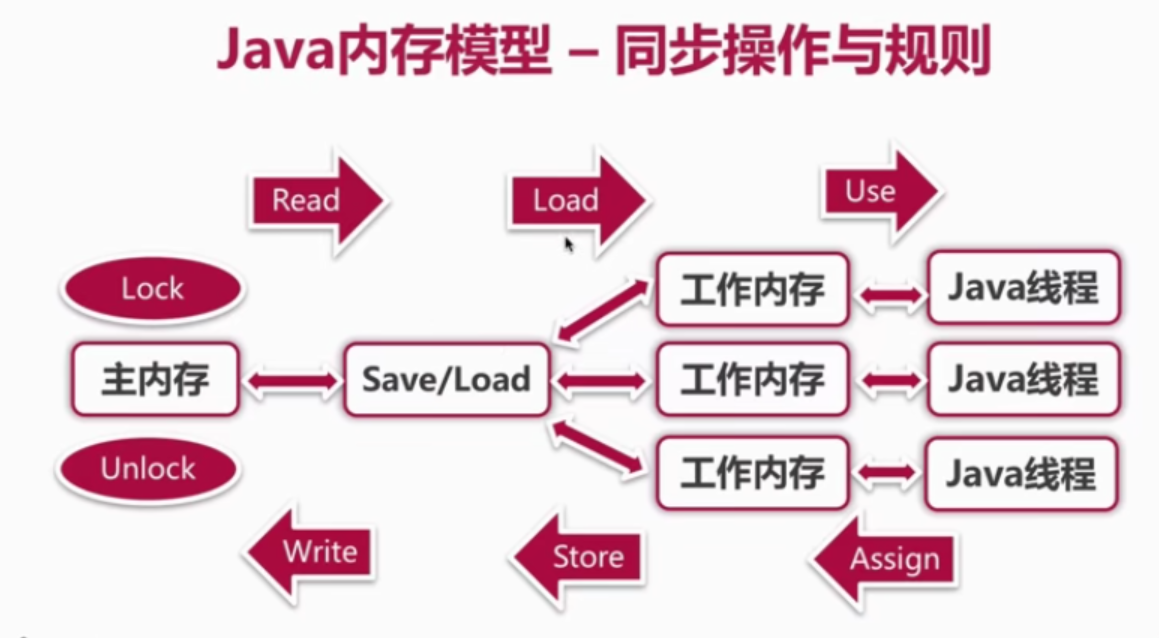 Java内存模型 – 同步操作与规则
Read
Load
Use
Lock
工作内存
Java线程
主内存
Save/Load
工作内存
Java线程
Unlock
工作内存
Java线程
Write
Store
Assign